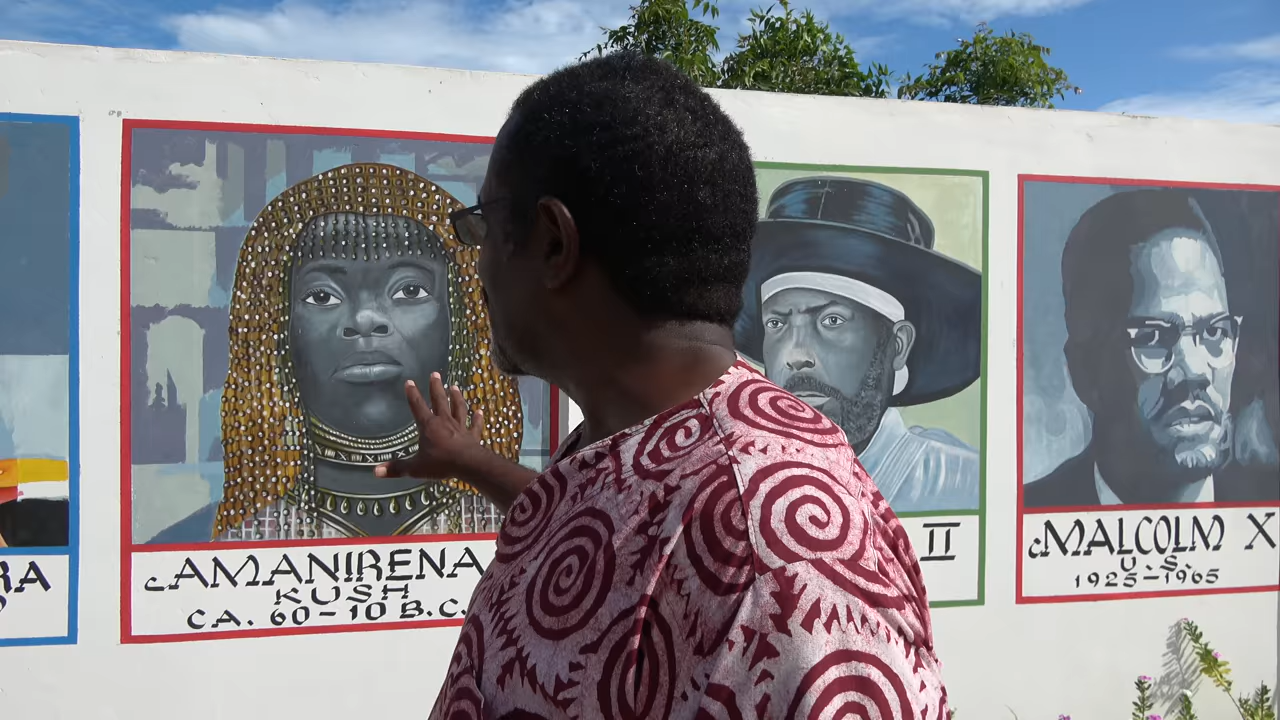 RA
AMANIRENA
KUSH
CA. 60-10 B.C.
II
MALCOLM X
U.S.
1925-1965